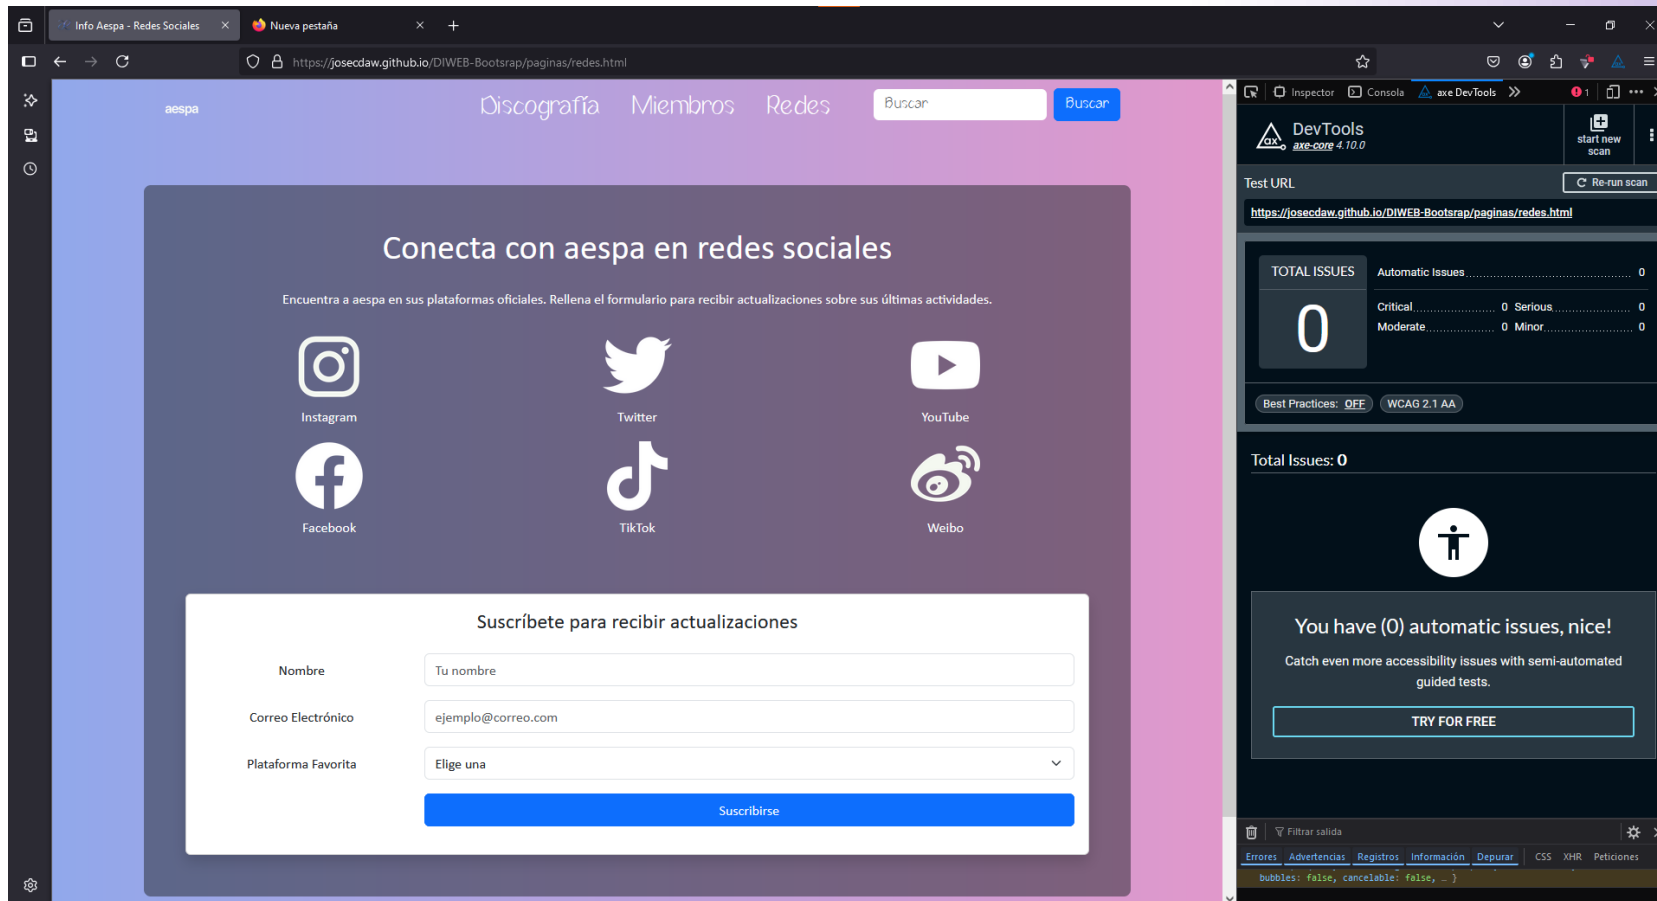 Info Aespa - Redes Sociales
Nueva pestaña
https://josecdaw.github.io/DIWEB-Bootsrap/paginas/redes.html
aespa
Discografía Miembros Redes
Buscar
Buscar
Conecta con aespa en redes sociales
Encuentra a aespa en sus plataformas oficiales. Rellena el formulario para recibir actualizaciones sobre sus últimas actividades.
Instagram
Twitter
YouTube
Facebook
TikTok
Weibo
Suscríbete para recibir actualizaciones
Nombre
Tu nombre
Correo Electrónico
ejemplo@correo.com
Plataforma Favorita
Elige una
Suscribirse
Inspector Consola axe DevTools 1
ax
DevTools
axe-core 4.10.0
start new
scan
Test URL
Re-run scan
https://josecdaw.github.io/DIWEB-Bootsrap/paginas/redes.html
TOTAL ISSUES
0
Automatic Issues 0
Critical 0 Serious 0
Moderate 0 Minor 0
Best Practices: OFF
WCAG 2.1 AA
Total Issues: 0
You have (0) automatic issues, nice!
Catch even more accessibility issues with semi-automated
guided tests.
TRY FOR FREE
Filtrar salida
Errores Advertencias Registros Información Depurar CSS XHR Peticiones
bubbles: false, cancelable: false, … }